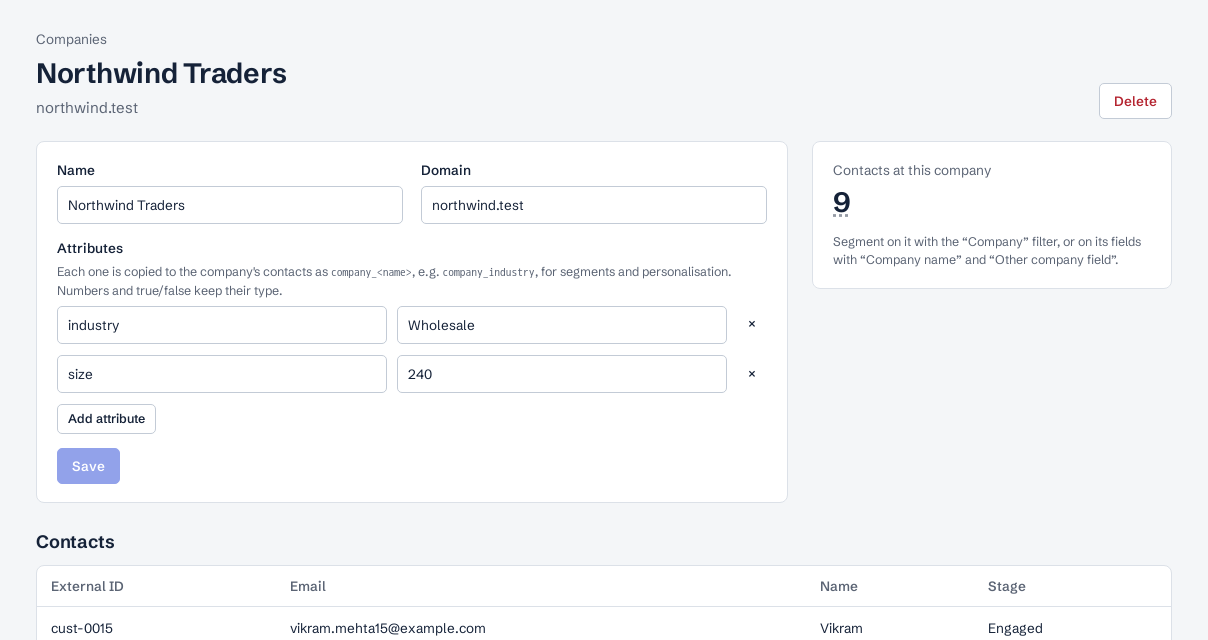 Companies
Northwind Traders
northwind.test
Delete
Name
Domain
Northwind Traders
northwind.test
Attributes
Each one is copied to the company's contacts as company_<name>, e.g. company_industry, for segments and personalisation.
Numbers and true/false keep their type.
industry
Wholesale
×
size
240
×
Add attribute
Save
Contacts at this company
9
Segment on it with the “Company” filter, or on its fields
with “Company name” and “Other company field”.
Contacts
External ID
Email
Name
Stage
cust-0015
vikram.mehta15@example.com
Vikram
Engaged